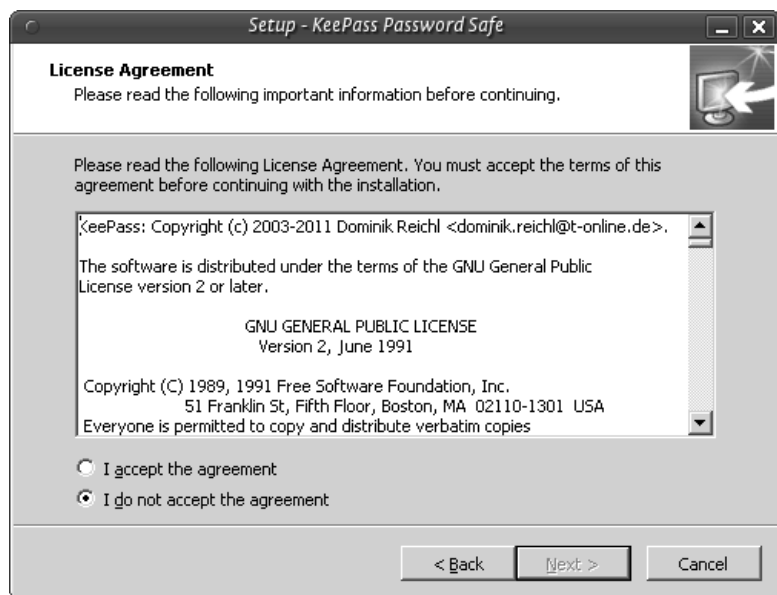 Setup - KeePass Password Safe
License Agreement
Please read the following important information before continuing.
Please read the following License Agreement. You must accept the terms of this
agreement before continuing with the installation.
KeePass: Copyright (c) 2003-2011 Dominik Reichl <dominik.reichl@t-online.de>.
The software is distributed under the terms of the GNU General Public
License version 2 or later.
GNU GENERAL PUBLIC LICENSE
Version 2, June 1991
Copyright (C) 1989, 1991 Free Software Foundation, Inc.
51 Franklin St, Fifth Floor, Boston, MA 02110-1301 USA
Everyone is permitted to copy and distribute verbatim copies
I accept the agreement
I do not accept the agreement
< Back Next > Cancel